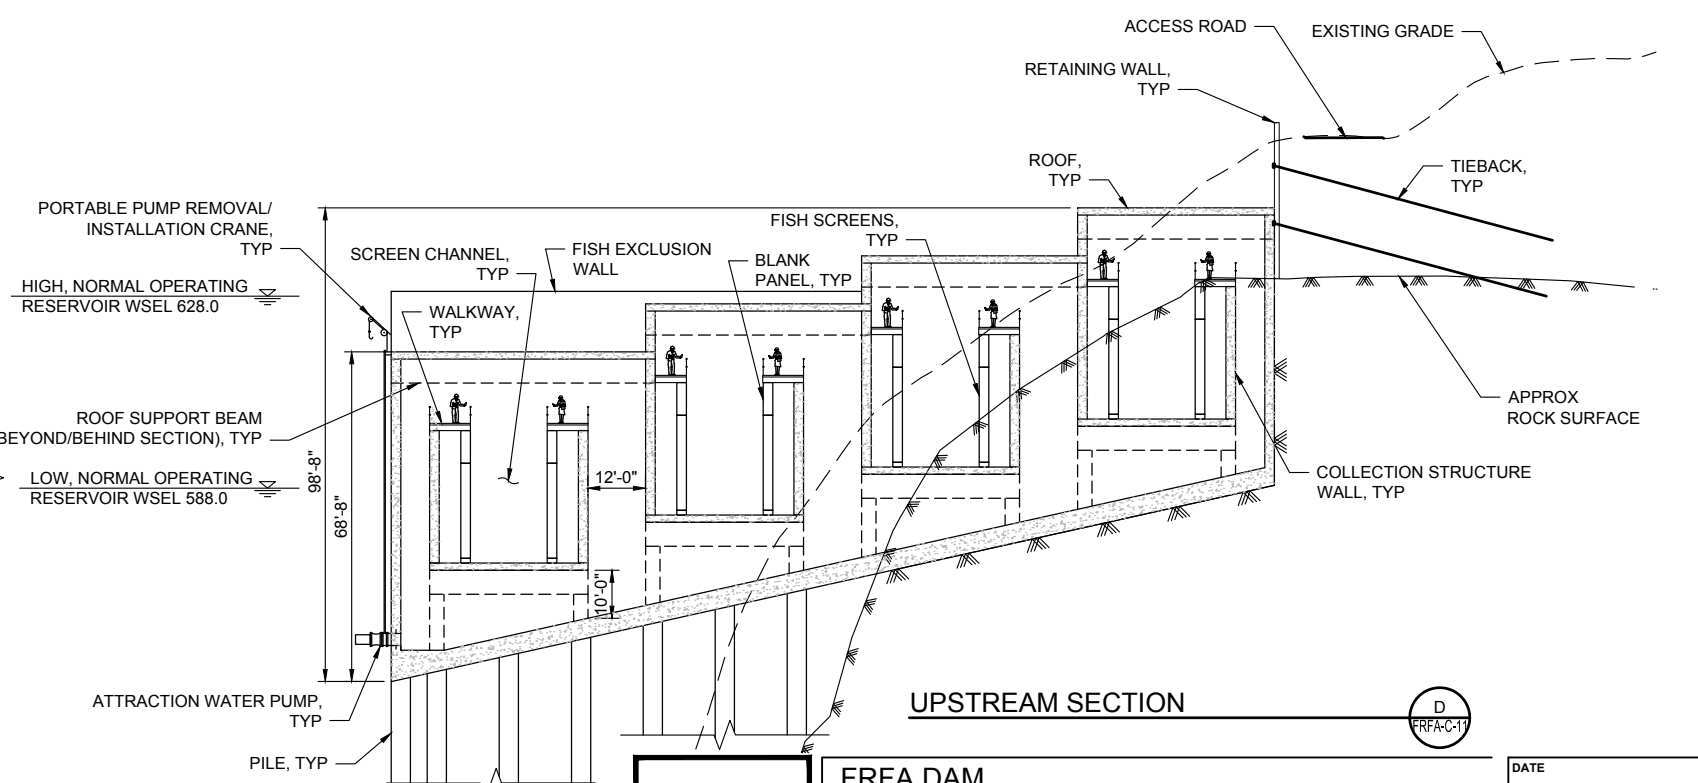 ACCESS ROAD
EXISTING GRADE
RETAINING WALL,
TYP
ROOF,
TYP
TIEBACK,
TYP
PORTABLE PUMP REMOVAL/
INSTALLATION CRANE,
TYP
SCREEN CHANNEL,
TYP
FISH EXCLUSION
WALL
FISH SCREENS,
TYP
BLANK
PANEL, TYP
HIGH, NORMAL OPERATING
RESERVOIR WSEL 628.0
WALKWAY,
TYP
ROOF SUPPORT BEAM
BEYOND/BEHIND SECTION), TYP
APPROX
ROCK SURFACE
LOW, NORMAL OPERATING
RESERVOIR WSEL 588.0
98'-8"
68'-8"
12'-0"
10'-0"
COLLECTION STRUCTURE
WALL, TYP
ATTRACTION WATER PUMP,
TYP
PILE, TYP
UPSTREAM SECTION
D
FRFA-C-11
FRFA DAM
DATE